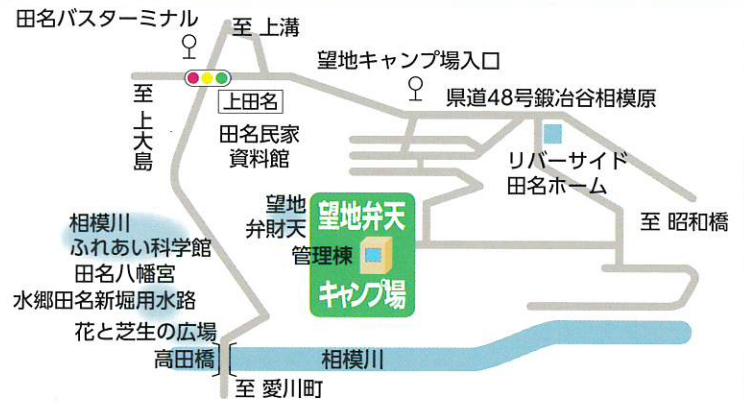 田名バスターミナル
至 上溝
望地キャンプ場入口
県道48号鍛冶谷相模原
至 上大島
上田名
田名民家
資料館
リバーサイド
田名ホーム
望地
弁財天
望地弁天
管理棟
キャンプ場
至 昭和橋
相模川
ふれあい科学館
田名八幡宮
水郷田名新堀用水路
花と芝生の広場
高田橋
相模川
至 愛川町